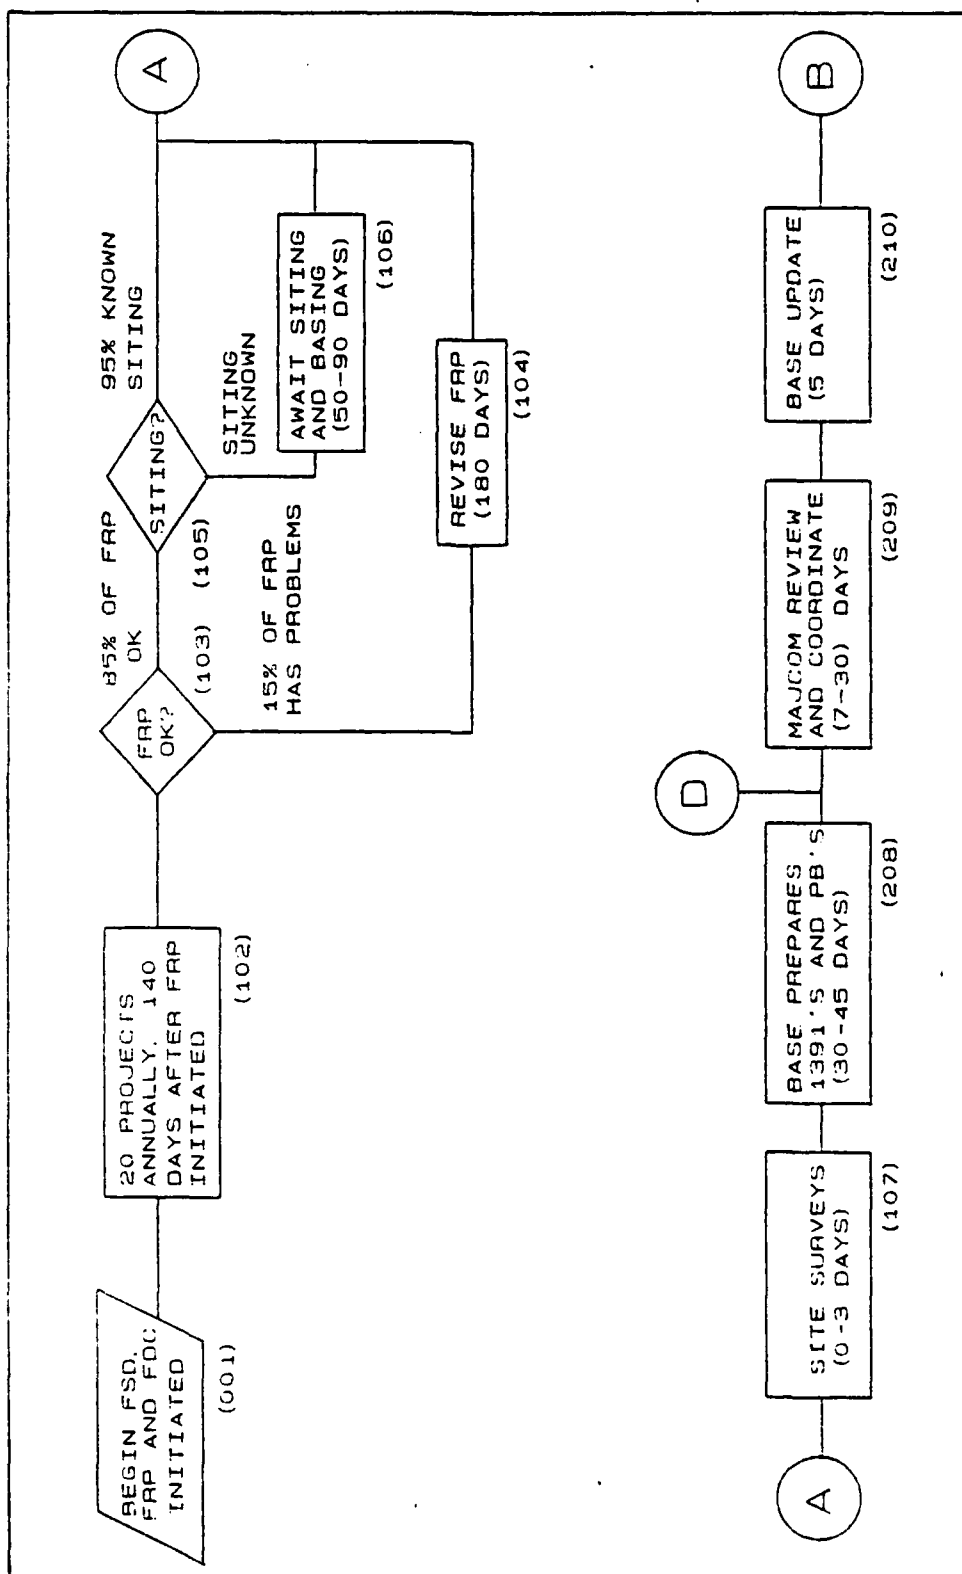 BEGIN FSD,
FRP AND FDC
INITIATED
(001)
20 PROJECTS
ANNUALLY, 140
DAYS AFTER FRP
INITIATED
(102)
FRP
OK?
(103)
85% OF FRP
OK
15% OF FRP
HAS PROBLEMS
SITING?
(105)
95% KNOWN
SITING
SITING
UNKNOWN
AWAIT SITING
AND BASING
(50-90 DAYS)
(106)
REVISE FRP
(180 DAYS)
(104)
A
A
SITE SURVEYS
(0-3 DAYS)
(107)
BASE PREPARES
1391'S AND PB'S
(30-45 DAYS)
(208)
D
MAJCOM REVIEW
AND COORDINATE
(7-30) DAYS
(209)
BASE UPDATE
(5 DAYS)
(210)
B